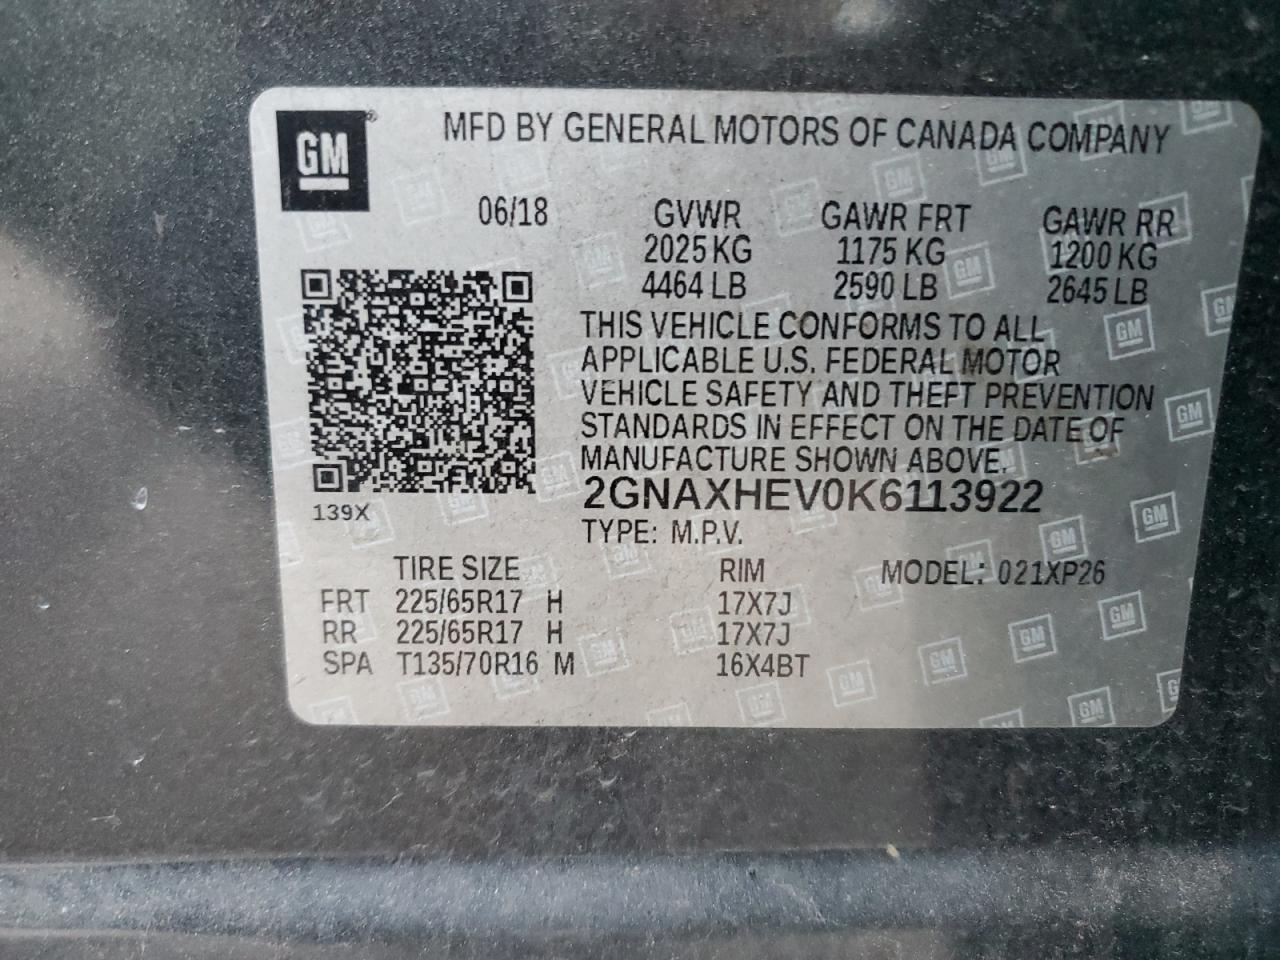 GM
MFD BY GENERAL MOTORS OF CANADA COMPANY
06/18 GVWR GAWR FRT GAWR RR
2025 KG 1175 KG 1200 KG
4464 LB 2590 LB 2645 LB
THIS VEHICLE CONFORMS TO ALL
APPLICABLE U.S. FEDERAL MOTOR
VEHICLE SAFETY AND THEFT PREVENTION
STANDARDS IN EFFECT ON THE DATE OF
MANUFACTURE SHOWN ABOVE.
2GNAXHEV0K6113922
139X
TYPE: M.P.V.
TIRE SIZE RIM MODEL: 021XP26
FRT 225/65R17 H 17X7J
RR 225/65R17 H 17X7J
SPA T135/70R16 M 16X4BT